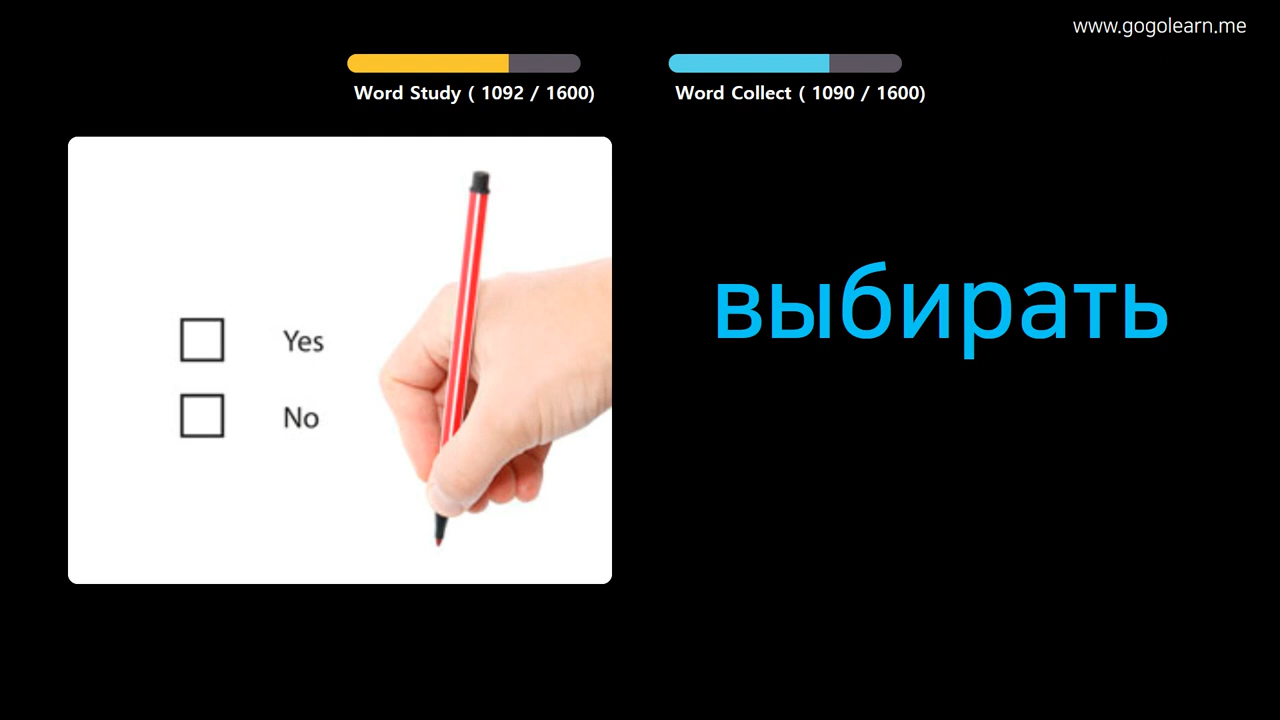 www.gogolearn.me
Word Study ( 1092 / 1600)
Word Collect ( 1090 / 1600)
выбирать
Yes
No